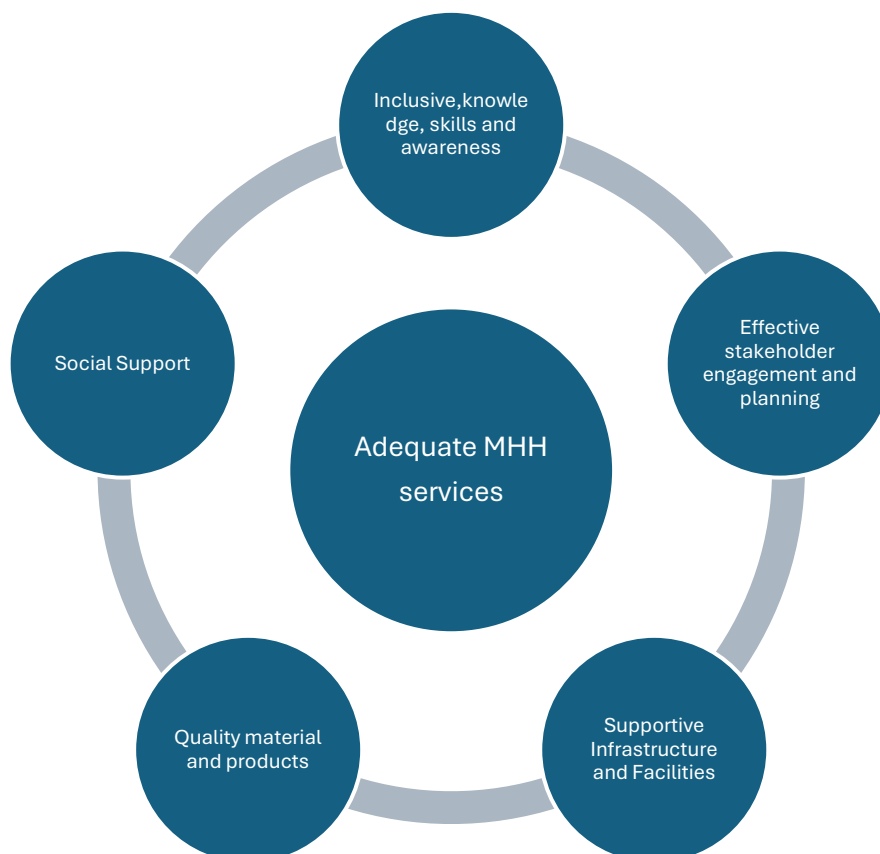 Inclusive,knowle
dge, skills and
awareness
Effective
stakeholder
engagement and
planning
Social Support
Adequate MHH
services
Supportive
Infrastructure
and Facilities
Quality material
and products